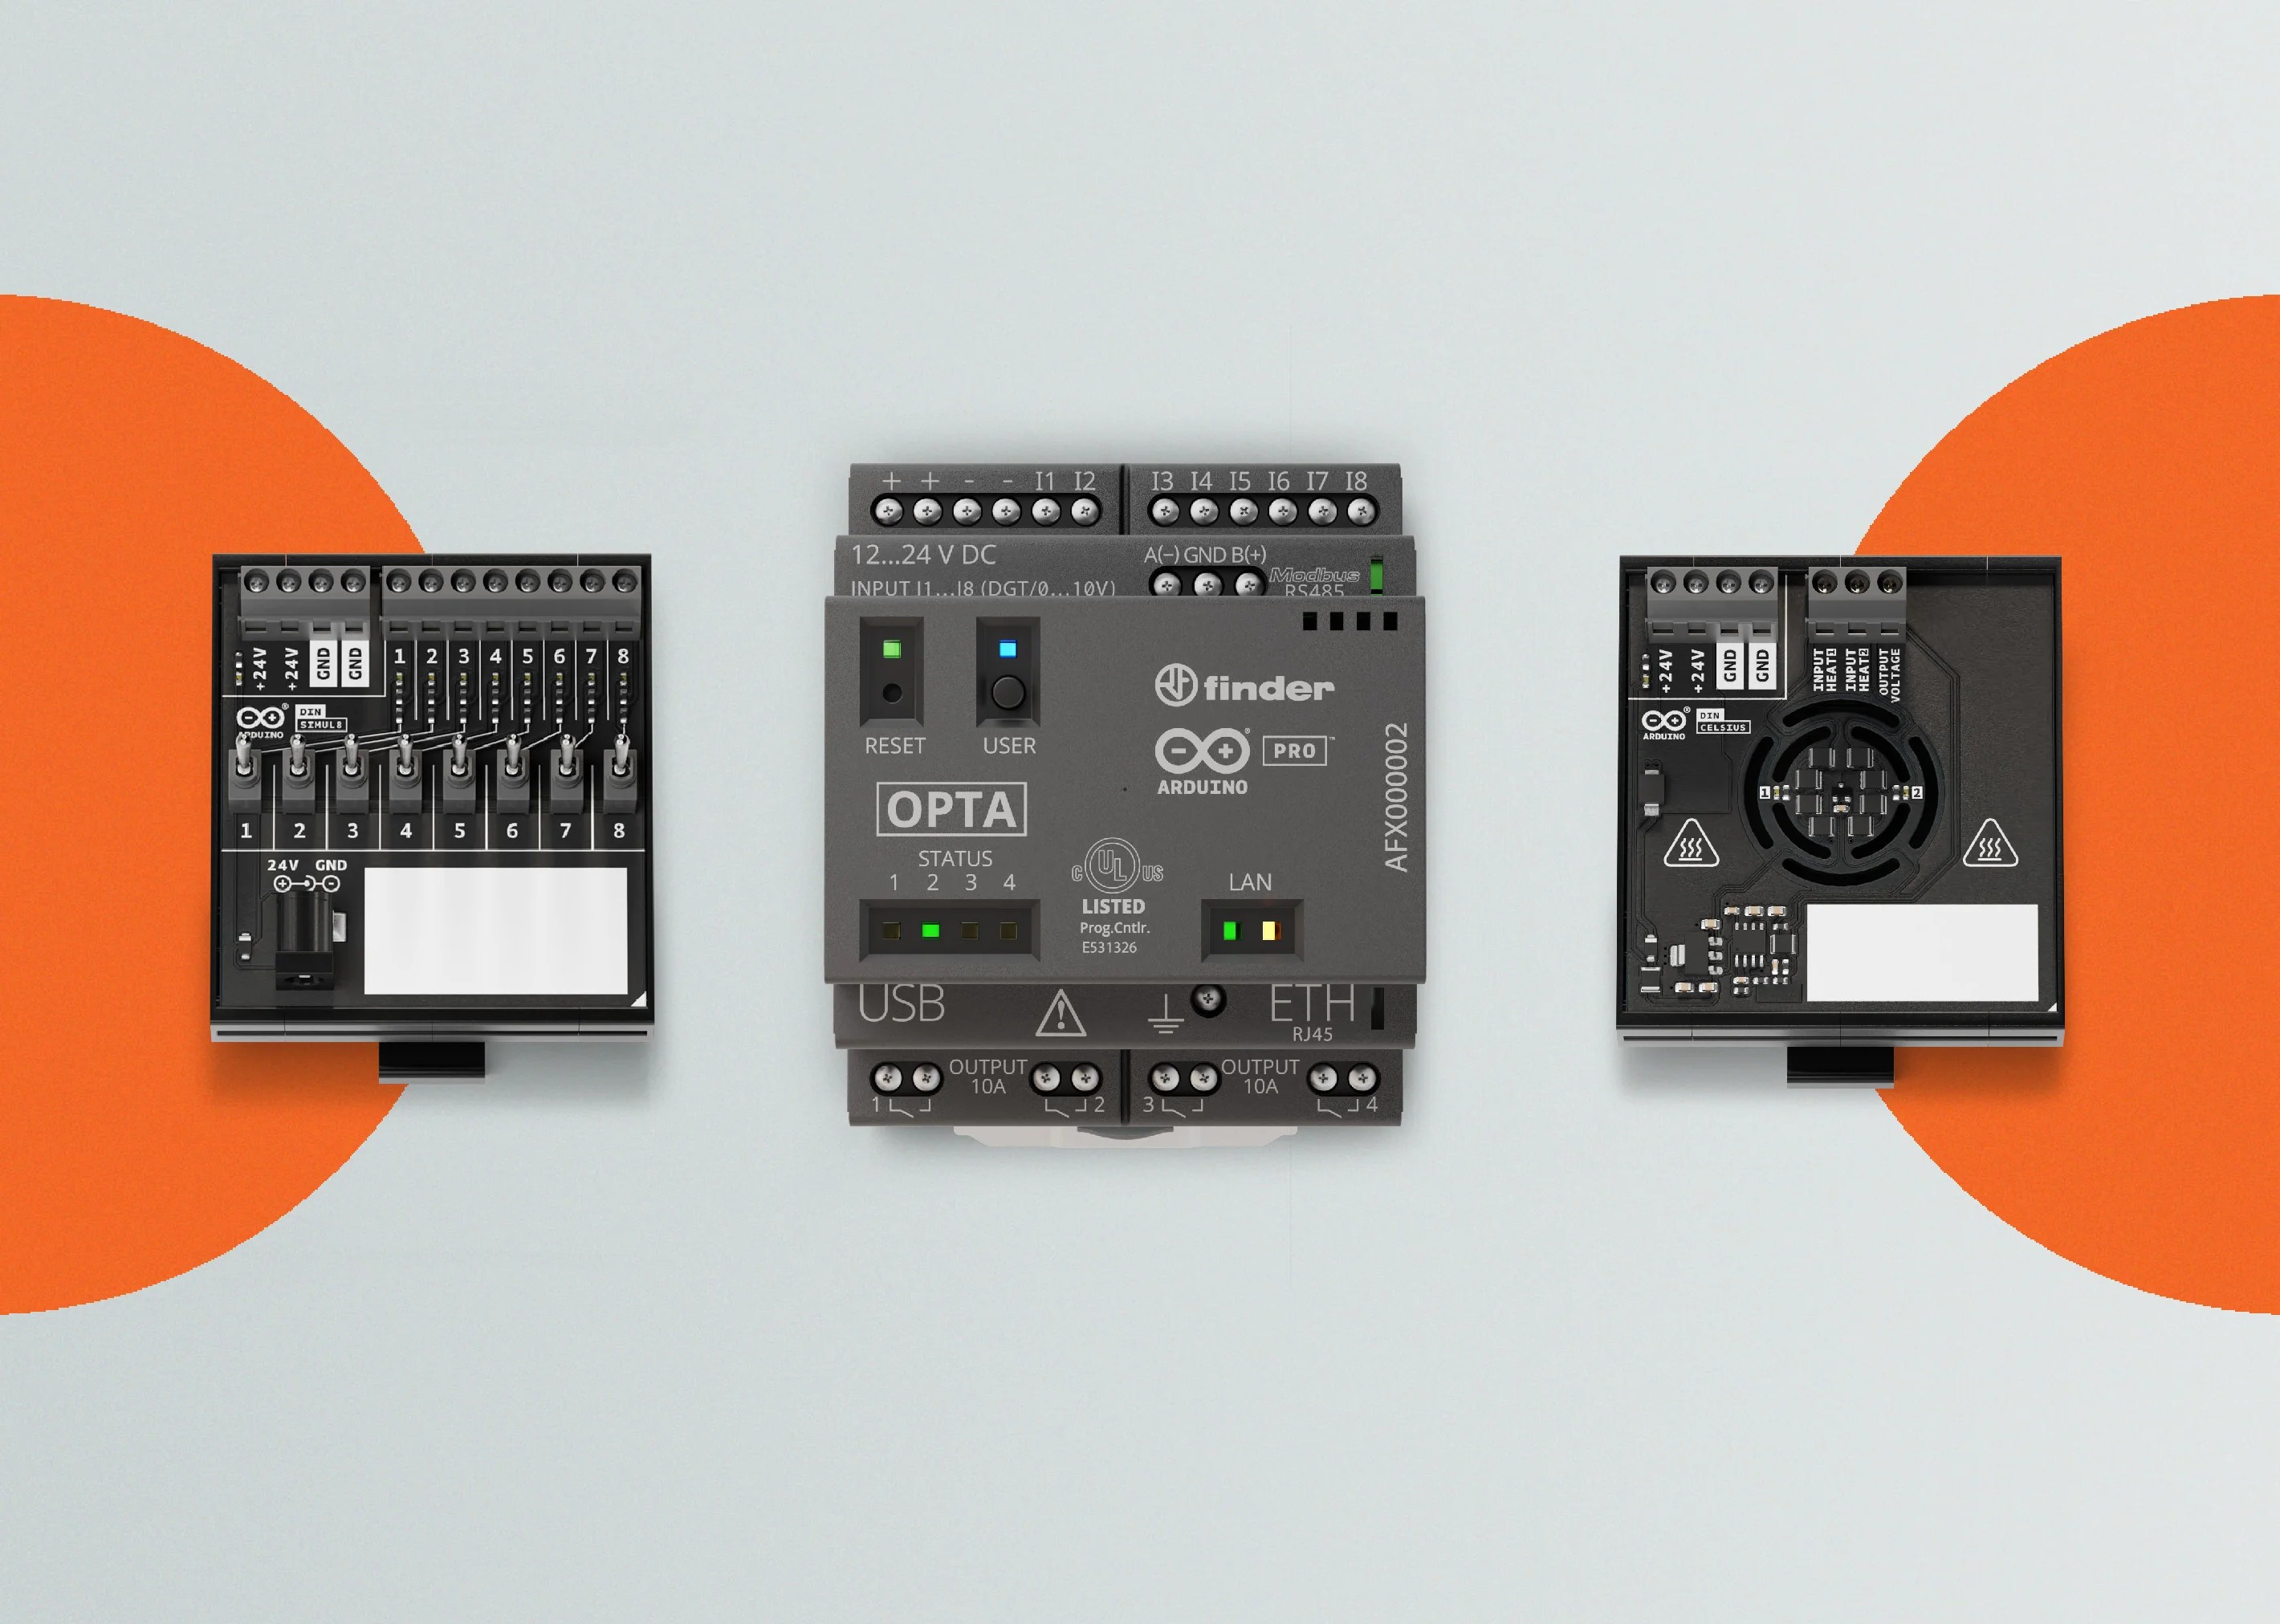 +24V +24V GND GND 1 2 3 4 5 6 7 8
ARDUINO
DIN
SIMUL8
1 2 3 4 5 6 7 8
24V GND
+ + - - I1 I2 I3 I4 I5 I6 I7 I8
12...24 V DC
A(−) GND B(+)
INPUT I1...I8 (DGT/0...10V)
Modbus
RS485
RESET USER
finder
ARDUINO PRO
OPTA
AFX000002
STATUS
1 2 3 4
C UL US
LISTED
Prog.Cntlr.
E531326
LAN
USB
ETH
RJ45
OUTPUT
10A
1 2
OUTPUT
10A
3 4
+24V +24V GND GND
INPUT HEAT1
INPUT HEAT2
OUTPUT VOLTAGE
ARDUINO
DIN
CELSIUS
1 2